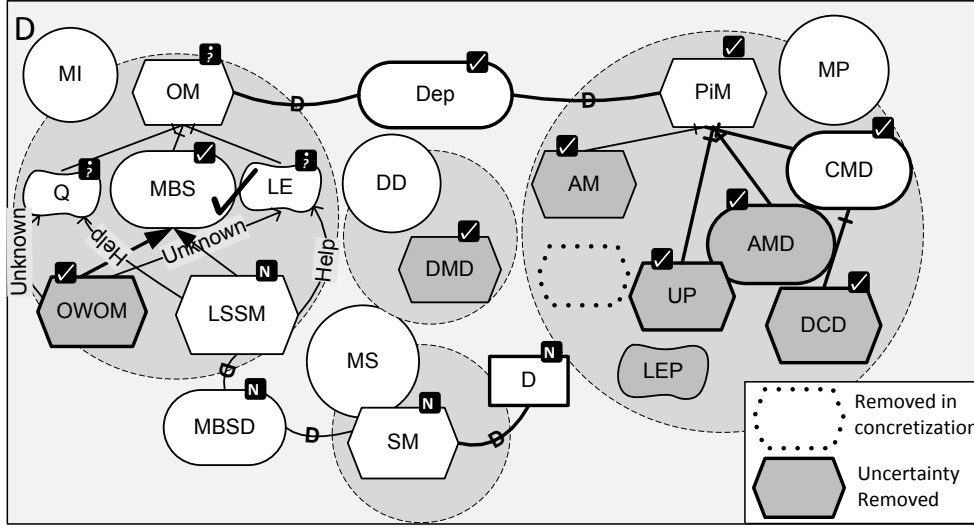 D
MI
OM
?
D
Dep
D
PiM
MP
Q
?
MBS
LE
?
DD
AM
CMD
AMD
DMD
Unknown
Help
Unknown
Help
OWOM
LSSM
N
UP
DCD
MS
D
N
LEP
D
MBSD
N
D
SM
N
D
Removed in
concretization
Uncertainty
Removed